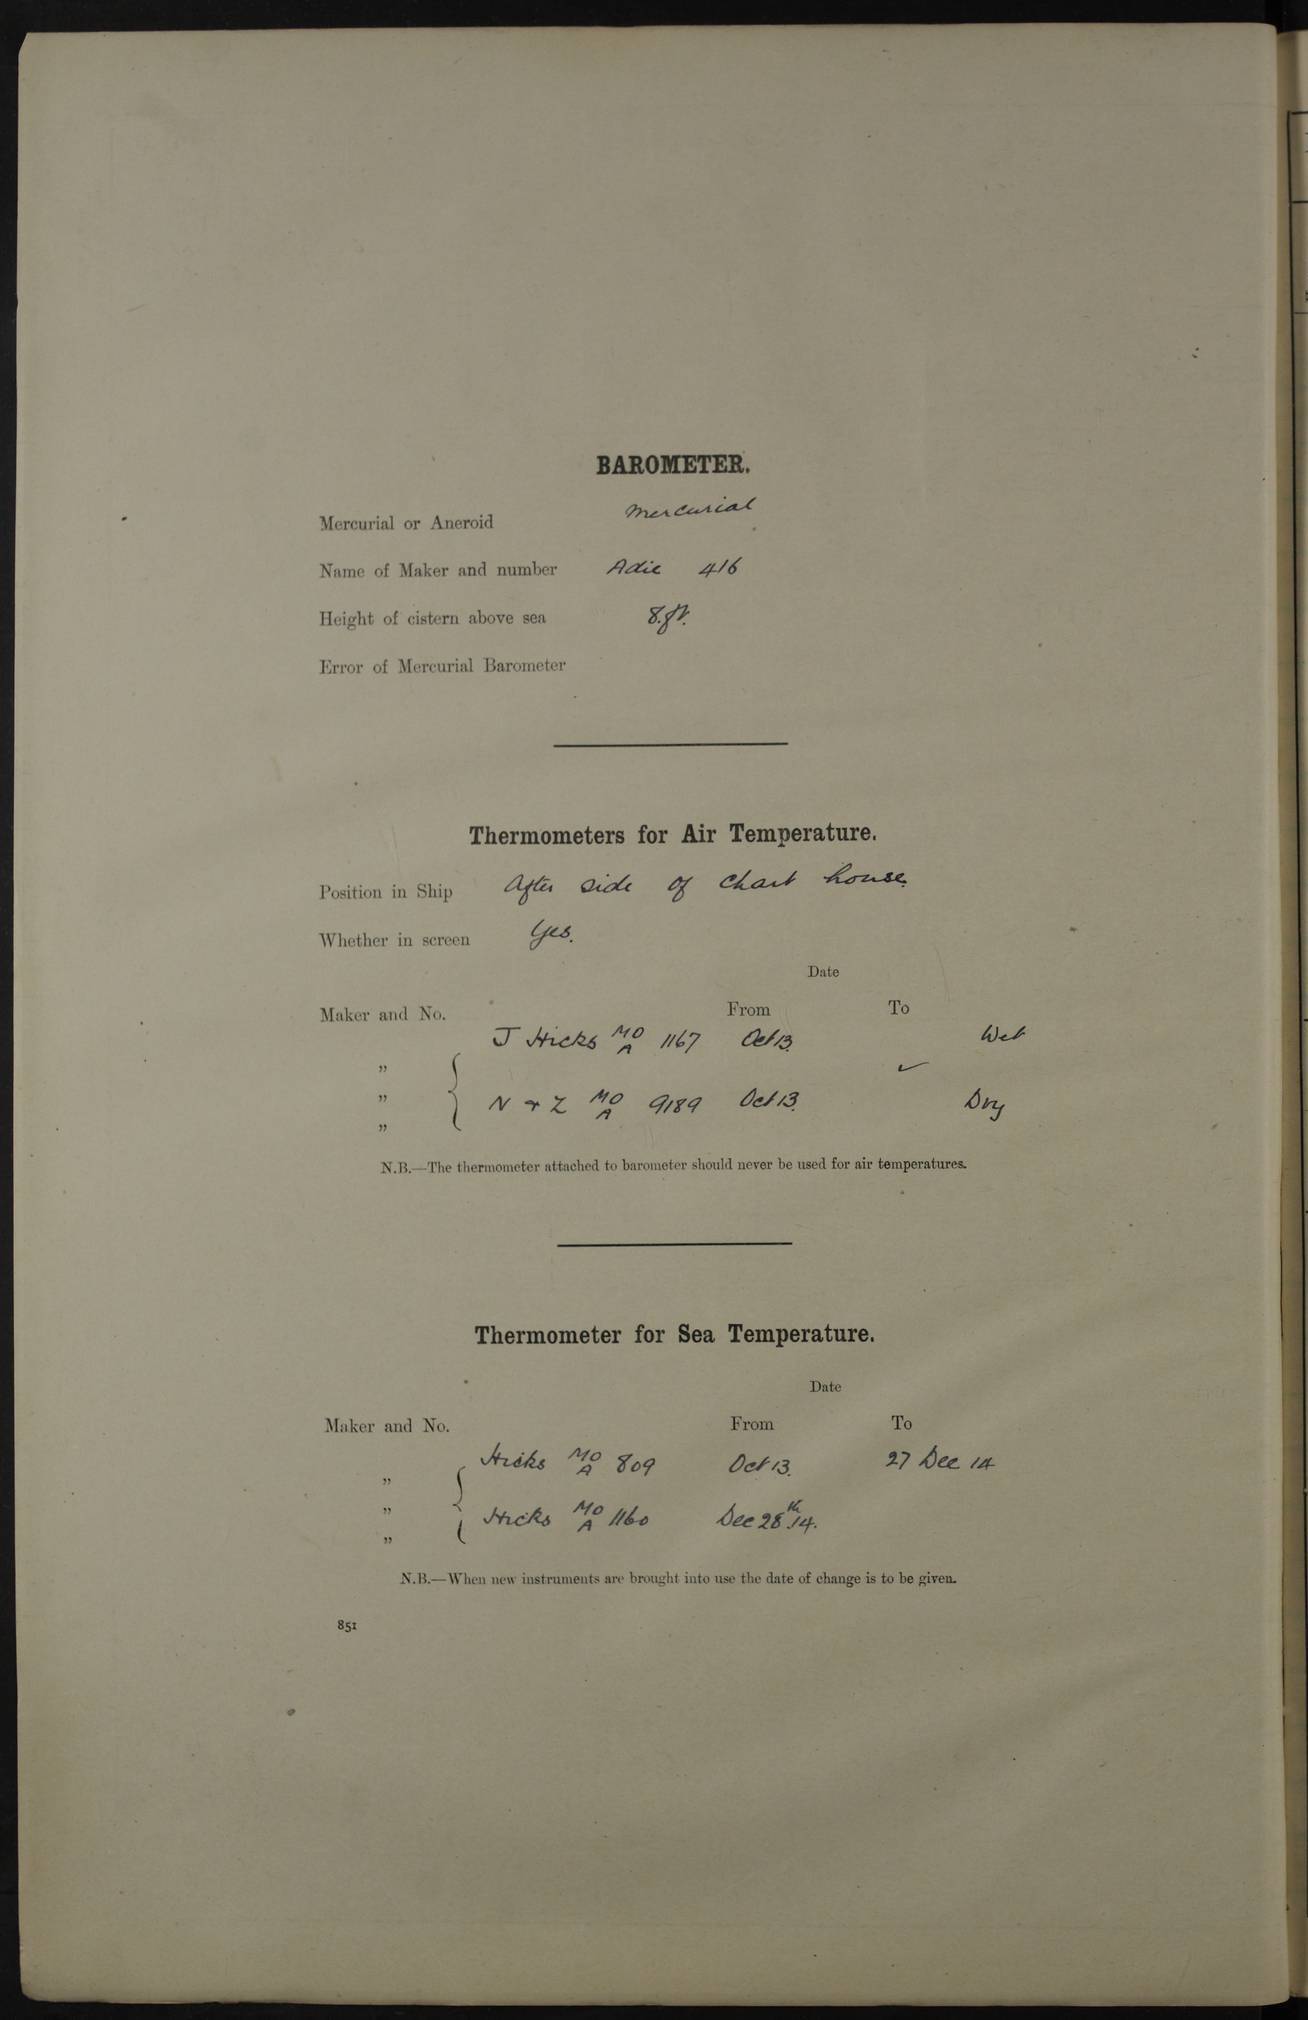 BAROMETER.
Mercurial or Aneroid Mercurial
Name of Maker and number Adie 416
Height of cistern above sea 8.ft.
Error of Mercurial Barometer
Thermometers for Air Temperature.
Position in Ship After side of Chart house.
Whether in screen Yes.
Date
Maker and No. From To
J Hicks MO A 1167 Oct 13. Wet
” ✓
” N & Z MO A 9189 Oct 13. Dry
”
N.B.—The thermometer attached to barometer should never be used for air temperatures.
Thermometer for Sea Temperature.
Date
Maker and No. From To
Hicks MO A 809 Oct 13. 27 Dec 14
”
” Hicks MO A 1160 Dec 28th.14.
”
N.B.—When new instruments are brought into use the date of change is to be given.
851